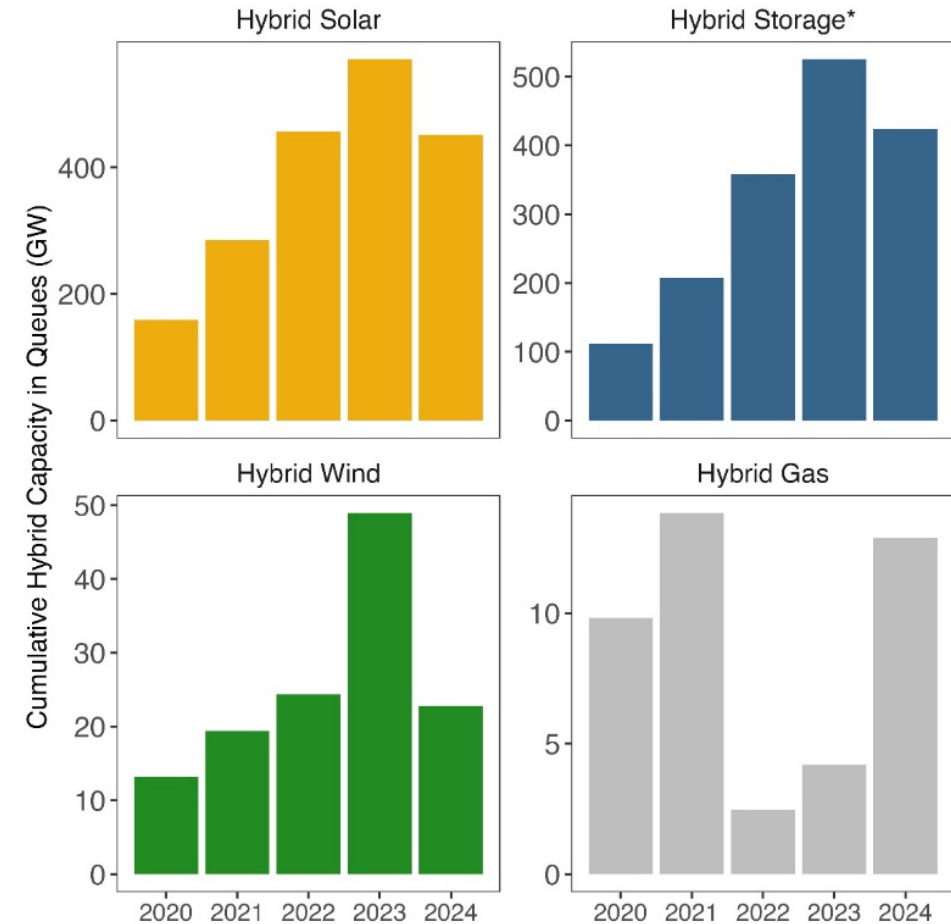 Hybrid Solar
Hybrid Storage*
Cumulative Hybrid Capacity in Queues (GW)
400
200
0
500
400
300
200
100
0
Hybrid Wind
Hybrid Gas
50
40
30
20
10
0
10
5
0
2020 2021 2022 2023 2024
2020 2021 2022 2023 2024